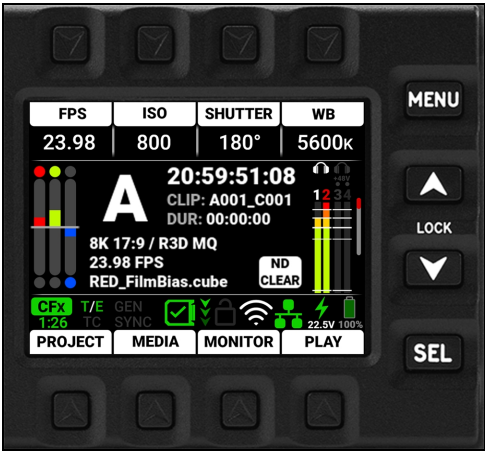 FPS ISO SHUTTER WB
23.98 800 180° 5600K
MENU
20:59:51:08
A
CLIP: A001_C001
DUR: 00:00:00
+48V
1 2 3 4
LOCK
8K 17:9 / R3D MQ
23.98 FPS
RED_FilmBias.cube
ND
CLEAR
CFx T/E GEN
1:26 TC SYNC
22.5V 100%
PROJECT MEDIA MONITOR PLAY
SEL